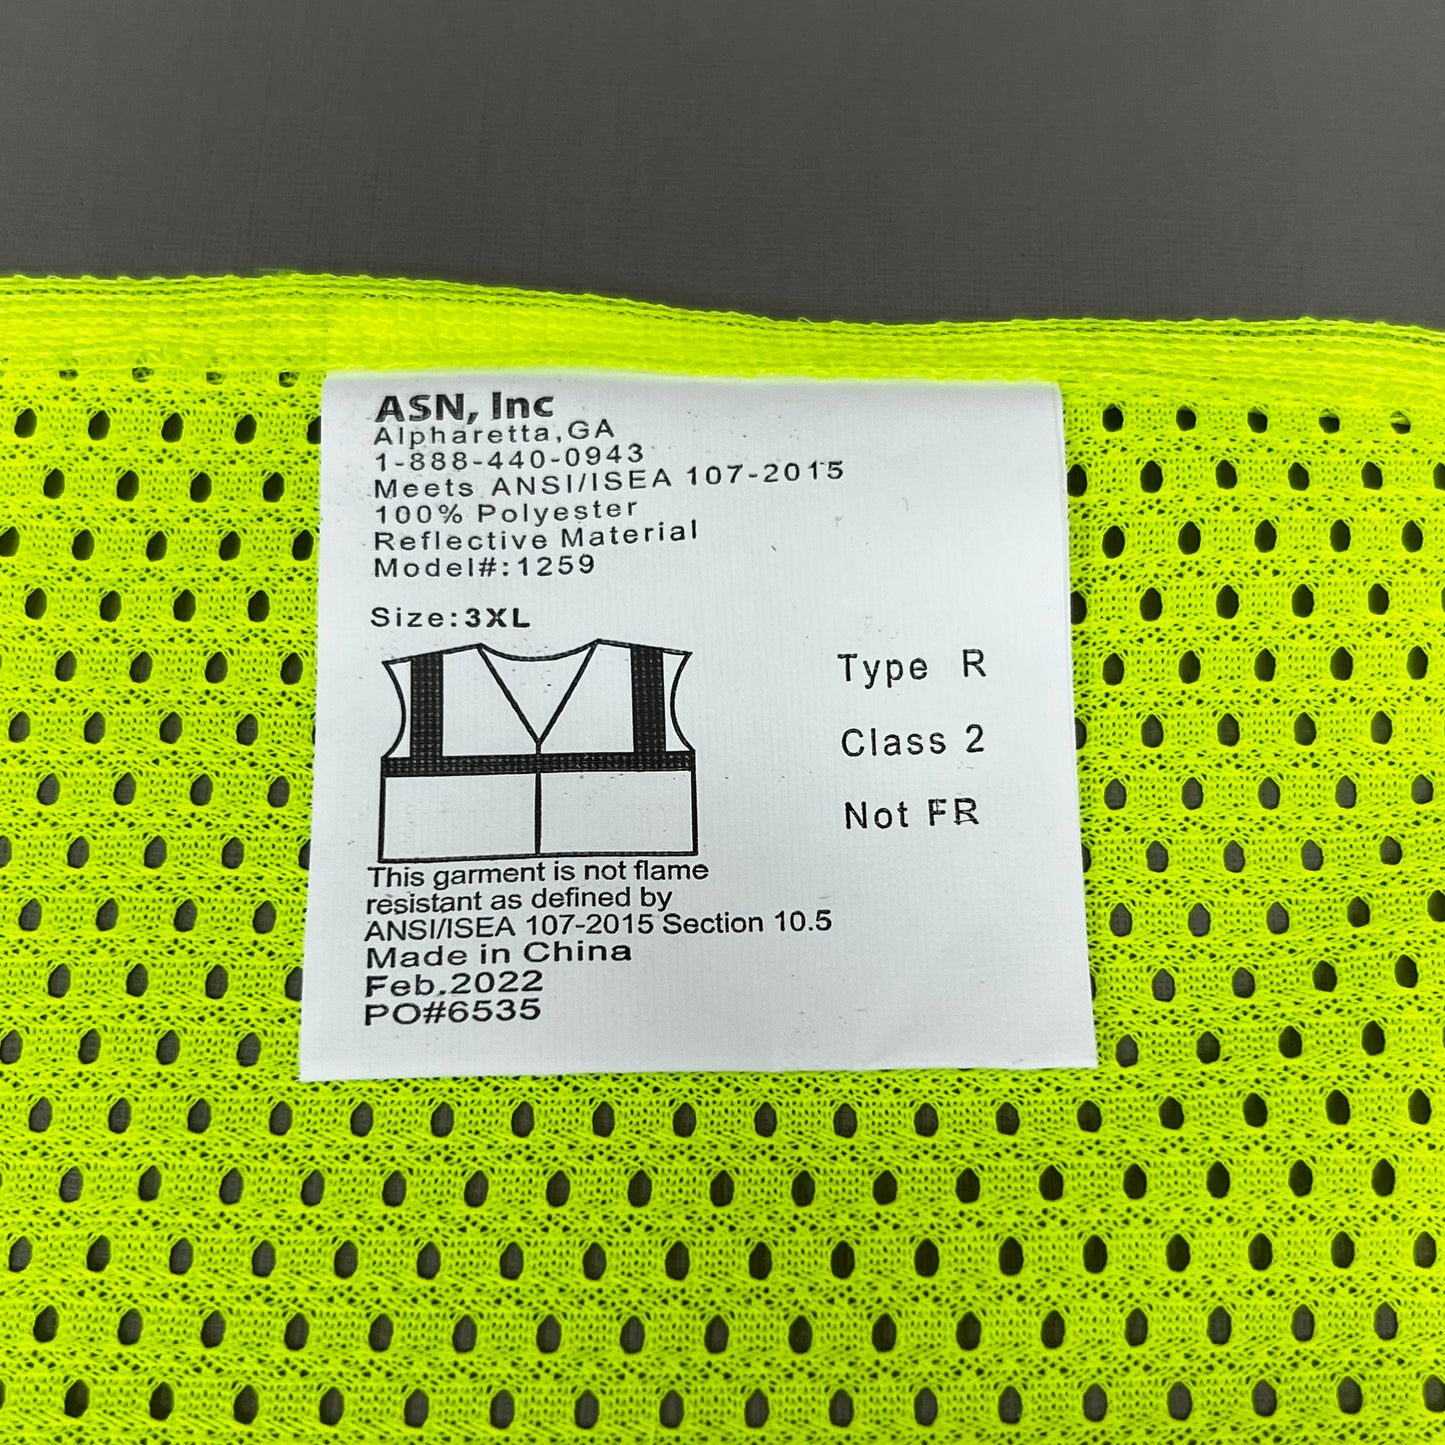 ASN, Inc
Alpharetta,GA
1-888-440-0943
Meets ANSI/ISEA 107-2015
100% Polyester
Reflective Material
Model#:1259
Size:3XL
Type R
Class 2
Not FR
This garment is not flame
resistant as defined by
ANSI/ISEA 107-2015 Section 10.5
Made in China
Feb.2022
PO#6535